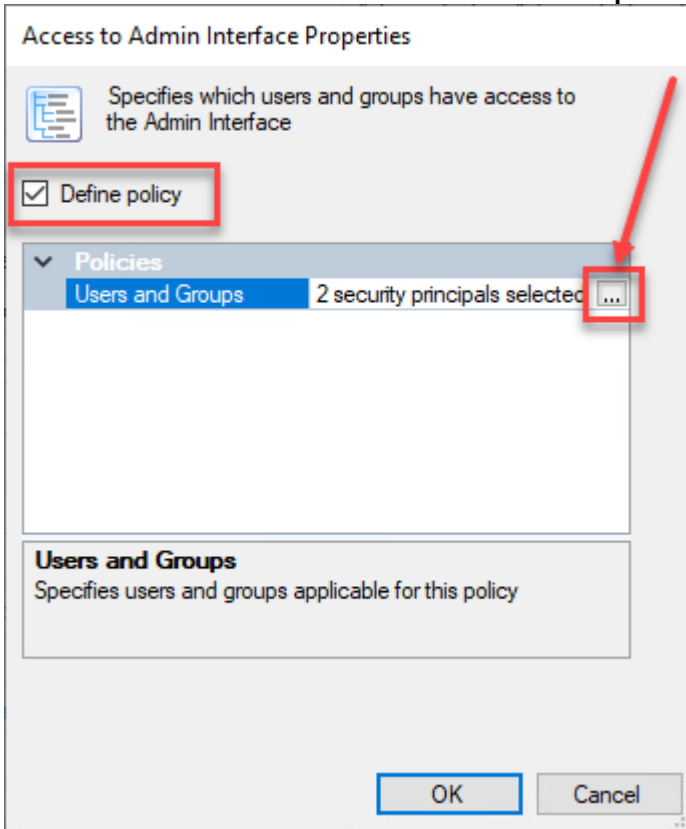 Access to Admin Interface Properties
Specifies which users and groups have access to
the Admin Interface
Define policy
Policies
Users and Groups 2 security principals selected ...
Users and Groups
Specifies users and groups applicable for this policy
OK Cancel